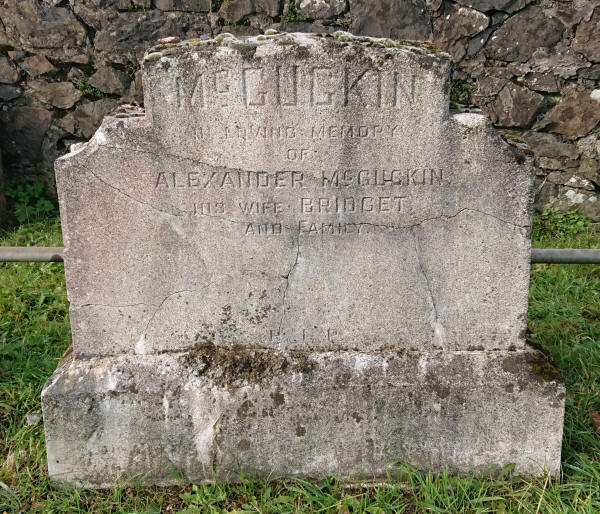 McGUCKIN
IN LOVING MEMORY
OF
ALEXANDER McGUCKIN
HIS WIFE BRIDGET
AND FAMILY
R.I.P.